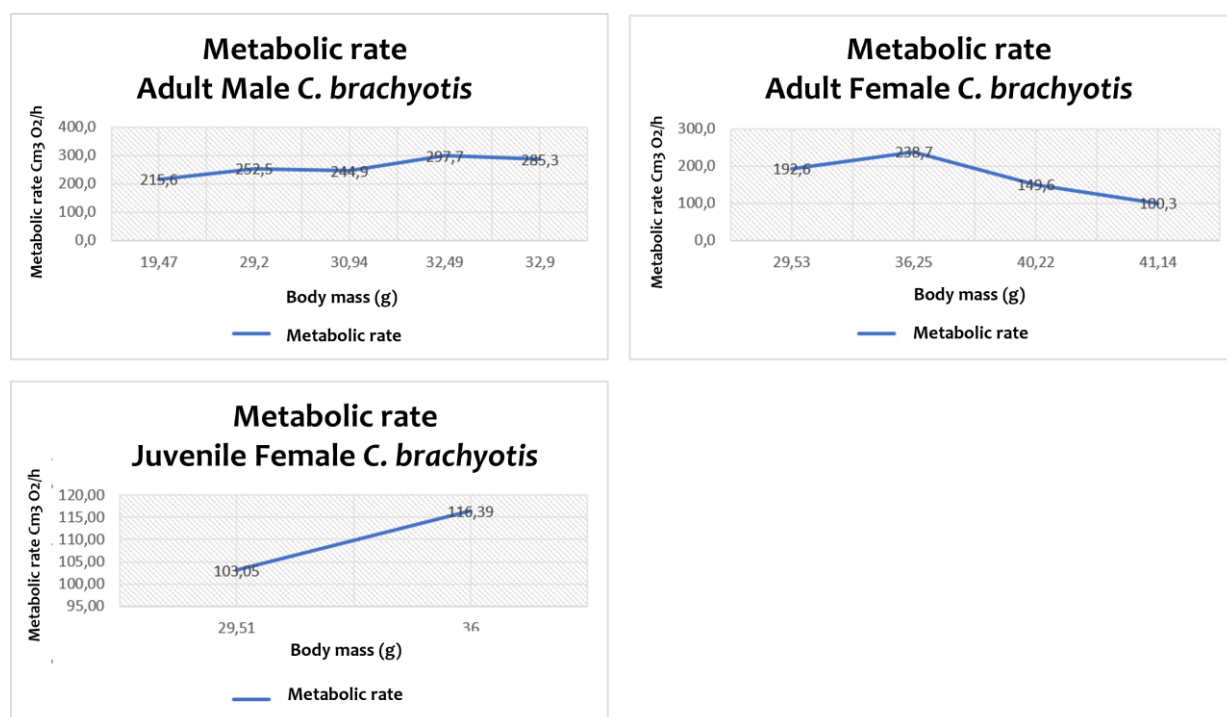 Metabolic rate
Adult Male C. brachyotis
Metabolic rate Cm3 O2/h
400,0
300,0
200,0
100,0
0,0
215,6
252,5
244,9
297,7
285,3
19,47 29,2 30,94 32,49 32,9
Body mass (g)
Metabolic rate
Metabolic rate
Adult Female C. brachyotis
Metabolic rate Cm3 O2/h
300,0
200,0
100,0
0,0
192,6
238,7
149,6
100,3
29,53 36,25 40,22 41,14
Body mass (g)
Metabolic rate
Metabolic rate
Juvenile Female C. brachyotis
Metabolic rate Cm3 O2/h
120,00
115,00
110,00
105,00
100,00
95,00
103,05
116,39
29,51 36
Body mass (g)
Metabolic rate